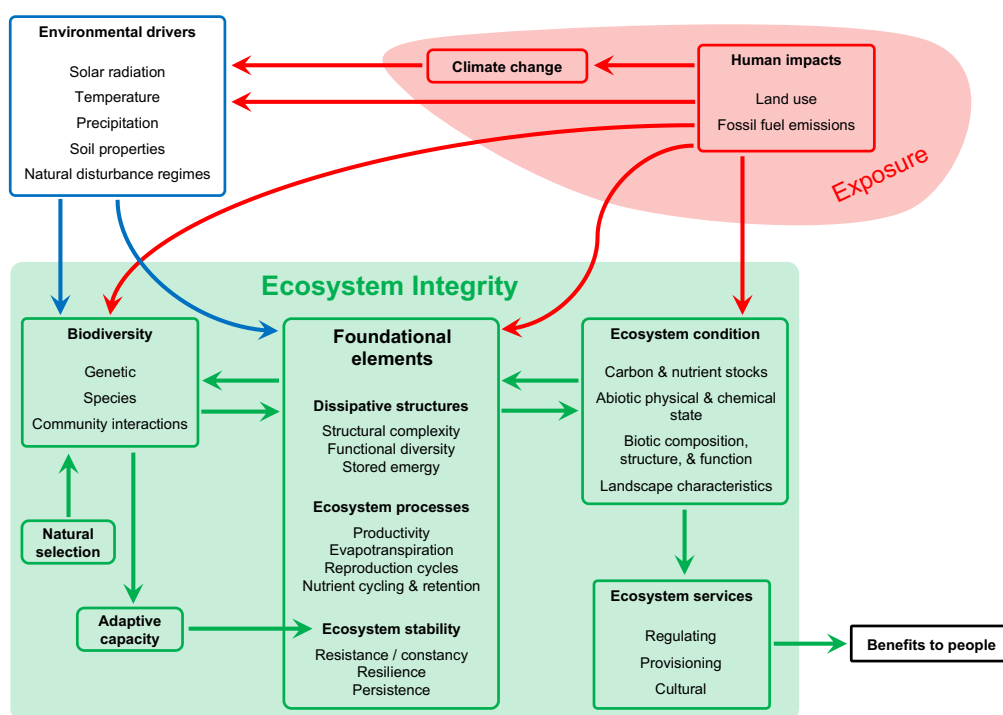 Environmental drivers
Solar radiation
Temperature
Precipitation
Soil properties
Natural disturbance regimes
Climate change
Human impacts
Land use
Fossil fuel emissions
Exposure
Ecosystem Integrity
Biodiversity
Genetic
Species
Community interactions
Natural
selection
Adaptive
capacity
Foundational
elements
Dissipative structures
Structural complexity
Functional diversity
Stored emergy
Ecosystem processes
Productivity
Evapotranspiration
Reproduction cycles
Nutrient cycling & retention
Ecosystem stability
Resistance / constancy
Resilience
Persistence
Ecosystem condition
Carbon & nutrient stocks
Abiotic physical & chemical
state
Biotic composition,
structure, & function
Landscape characteristics
Ecosystem services
Regulating
Provisioning
Cultural
Benefits to people